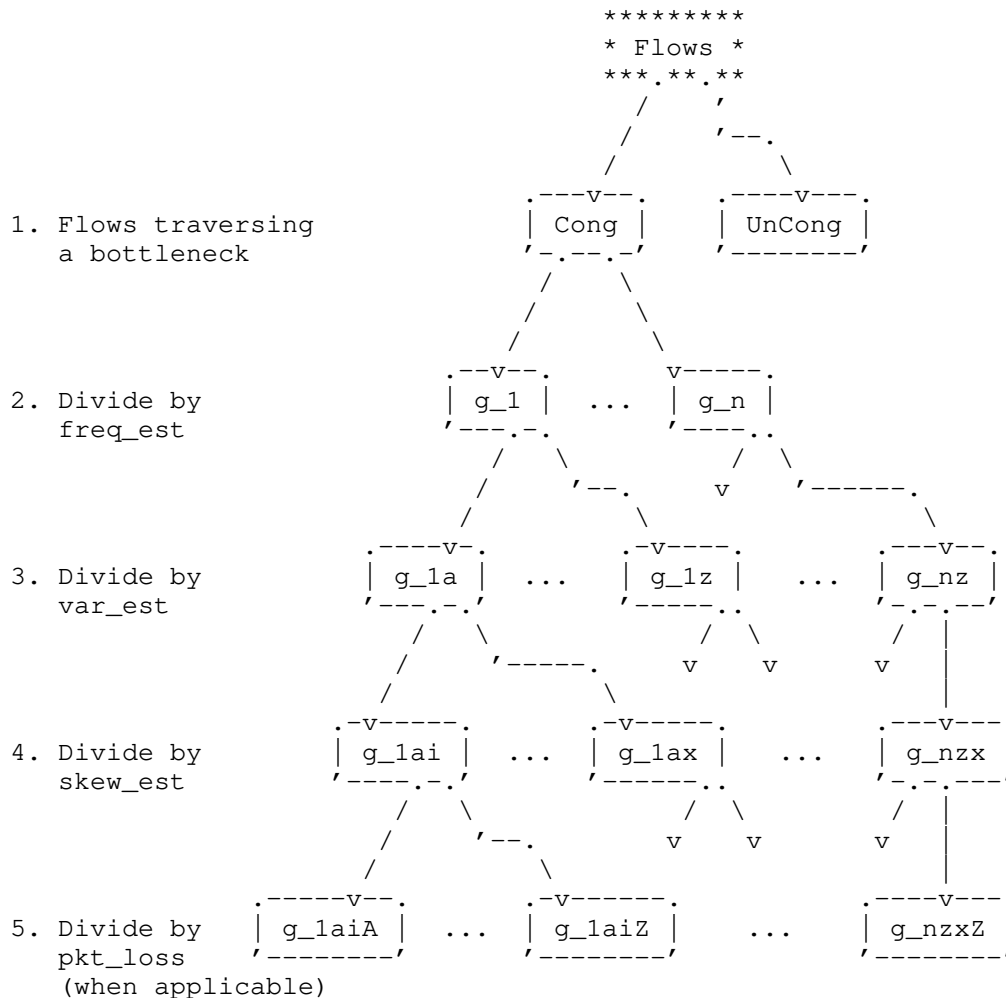 * Flows *
1. Flows traversing | Cong | | UnCong |
a bottleneck
2. Divide by | g_1 | ... | g_n |
freq_est
v
3. Divide by | g_1a | ... | g_1z | ... | g_nz |
var_est
v v v
4. Divide by | g_1ai | ... | g_1ax | ... | g_nzx
skew_est
v v v
5. Divide by | g_1aiA | ... | g_1aiZ | ... | g_nzxZ
pkt_loss
(when applicable)